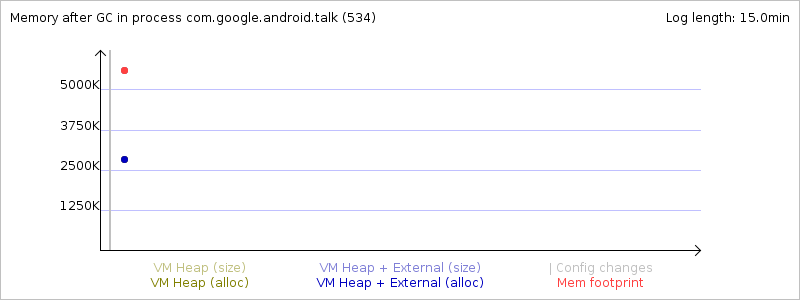 Memory after GC in process com.google.android.talk (534)
Log length: 15.0min
5000K
3750K
2500K
1250K
VM Heap (size)
VM Heap + External (size)
| Config changes
VM Heap (alloc)
VM Heap + External (alloc)
Mem footprint